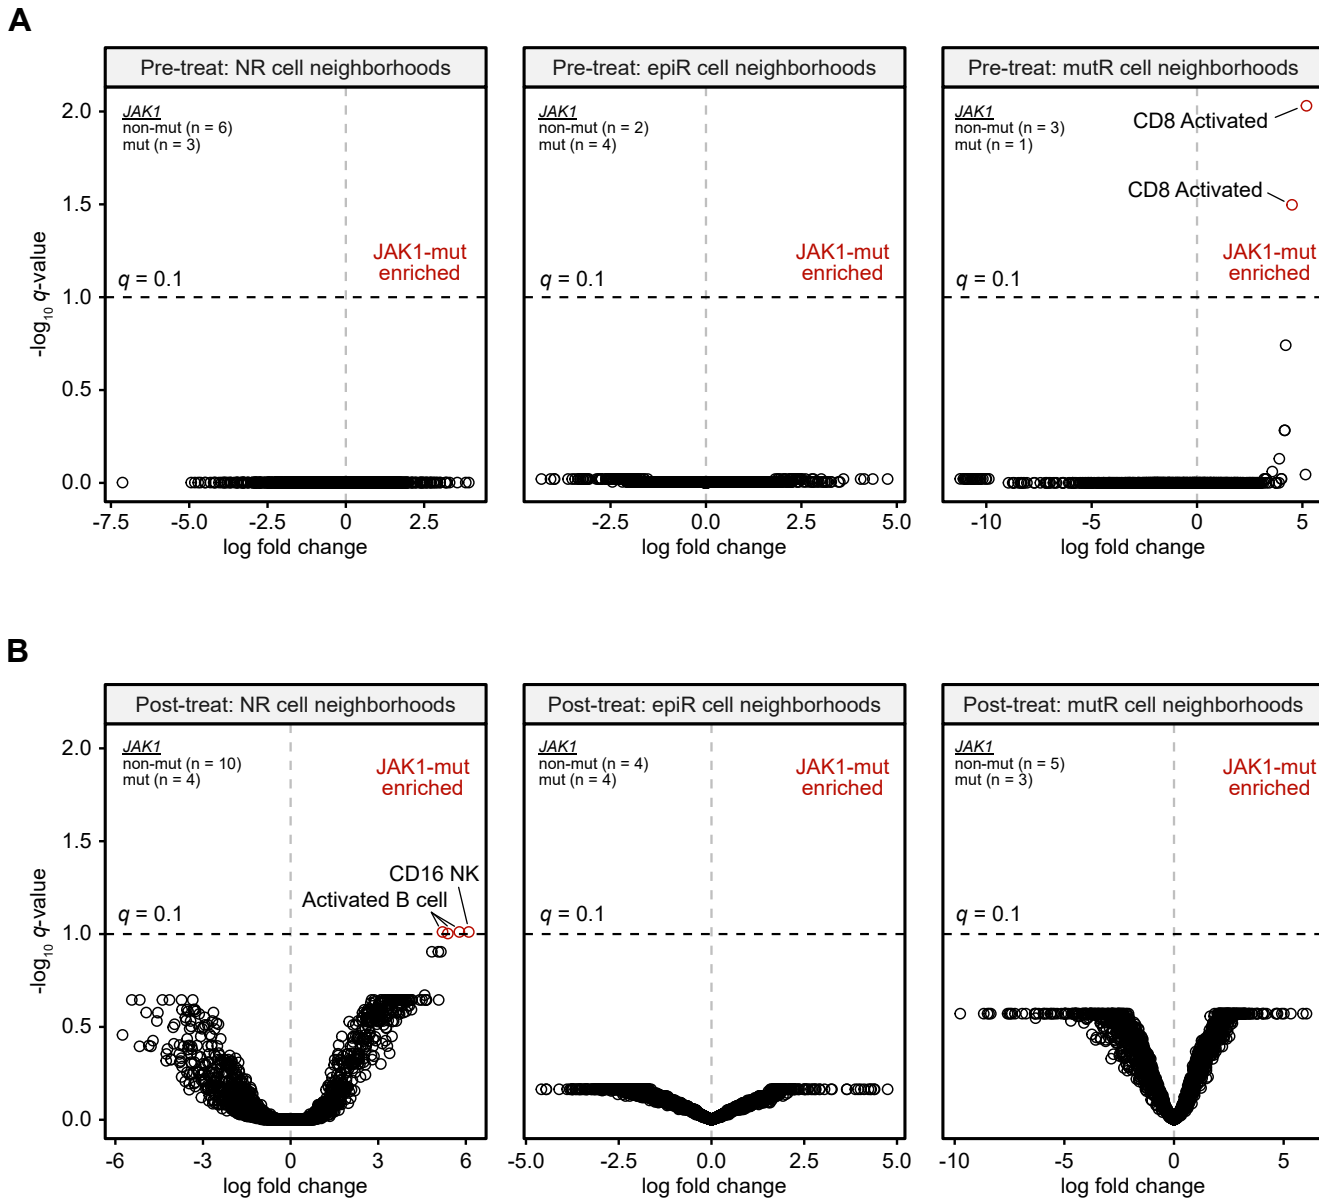 A
Pre-treat: NR cell neighborhoods
Pre-treat: epiR cell neighborhoods
Pre-treat: mutR cell neighborhoods
-log10 q-value
2.0
1.5
1.0
0.5
0.0
JAK1
non-mut (n = 6)
mut (n = 3)
JAK1-mut
enriched
q = 0.1
-7.5
-5.0
-2.5
0
2.5
log fold change
JAK1
non-mut (n = 2)
mut (n = 4)
JAK1-mut
enriched
q = 0.1
-2.5
0.0
2.5
5.0
log fold change
JAK1
non-mut (n = 3)
mut (n = 1)
CD8 Activated
CD8 Activated
JAK1-mut
enriched
q = 0.1
-10
-5
0
5
log fold change
B
Post-treat: NR cell neighborhoods
Post-treat: epiR cell neighborhoods
Post-treat: mutR cell neighborhoods
-log10 q-value
2.0
1.5
1.0
0.5
0.0
JAK1
non-mut (n = 10)
mut (n = 4)
JAK1-mut
enriched
CD16 NK
Activated B cell
q = 0.1
-6
-3
0
3
6
log fold change
JAK1
non-mut (n = 4)
mut (n = 4)
JAK1-mut
enriched
q = 0.1
-5.0
-2.5
0.0
2.5
5.0
log fold change
JAK1
non-mut (n = 5)
mut (n = 3)
JAK1-mut
enriched
q = 0.1
-10
-5
0
5
log fold change